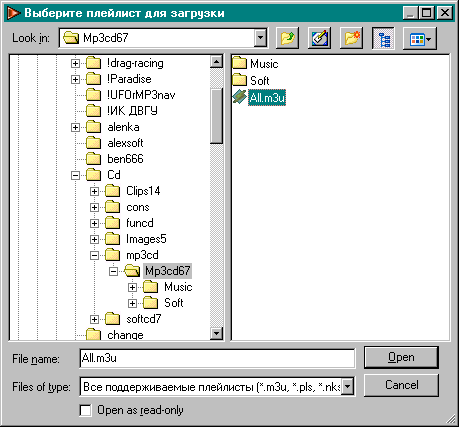 Выберите плейлист для загрузки
Look in: Mp3cd67
!drag-racing
!Paradise
!UFOrMP3nav
!ИК ДВГУ
alenka
alexsoft
ben666
Cd
Clips14
cons
funcd
Images5
mp3cd
Mp3cd67
Music
Soft
softcd7
change
Music
Soft
All.m3u
File name: All.m3u Open
Files of type: Все поддерживаемые плейлисты (*.m3u, *.pls, *.nks Cancel
Open as read-only